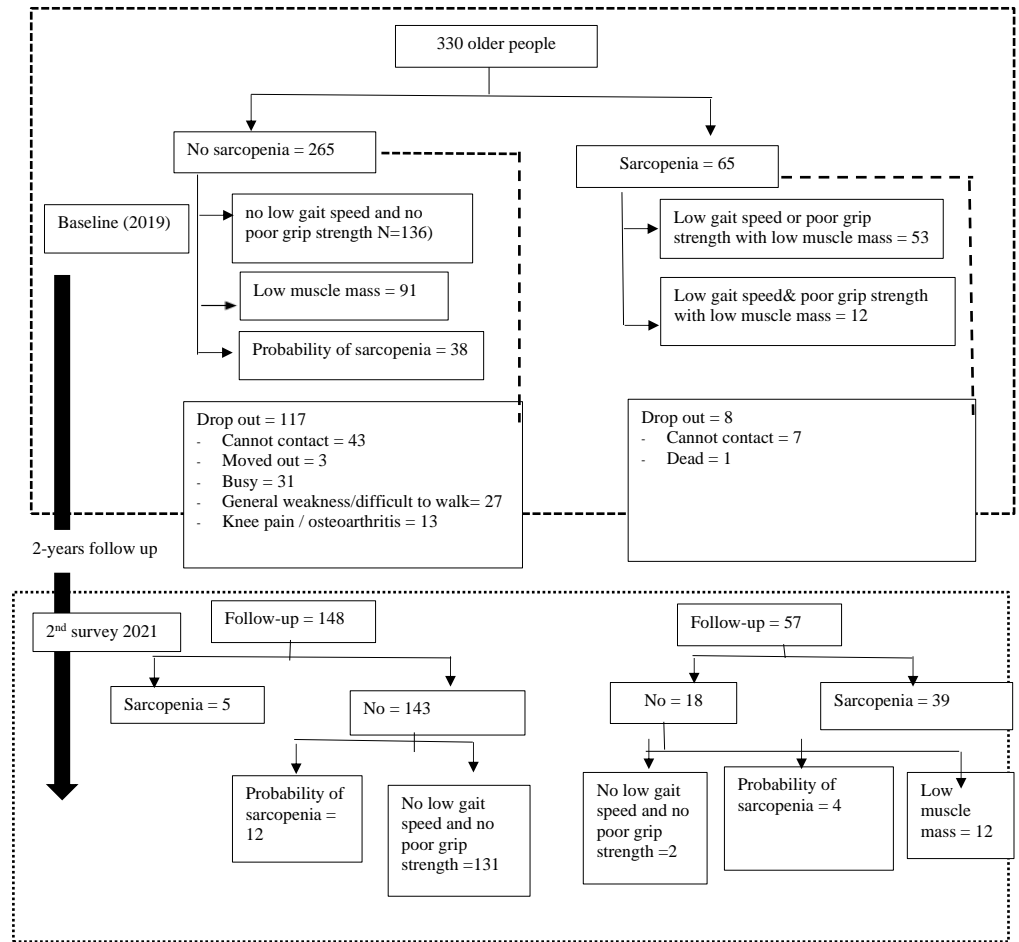 330 older people
No sarcopenia = 265
Sarcopenia = 65
Baseline (2019)
no low gait speed and no
poor grip strength N=136)
Low muscle mass = 91
Probability of sarcopenia = 38
Low gait speed or poor grip
strength with low muscle mass = 53
Low gait speed& poor grip strength
with low muscle mass = 12
Drop out = 117
- Cannot contact = 43
- Moved out = 3
- Busy = 31
- General weakness/difficult to walk= 27
- Knee pain / osteoarthritis = 13
Drop out = 8
- Cannot contact = 7
- Dead = 1
2-years follow up
2nd survey 2021
Follow-up = 148
Follow-up = 57
Sarcopenia = 5
No = 143
No = 18
Sarcopenia = 39
Probability of
sarcopenia =
12
No low gait
speed and no
poor grip
strength =131
No low gait
speed and no
poor grip
strength =2
Probability of
sarcopenia = 4
Low
muscle
mass = 12